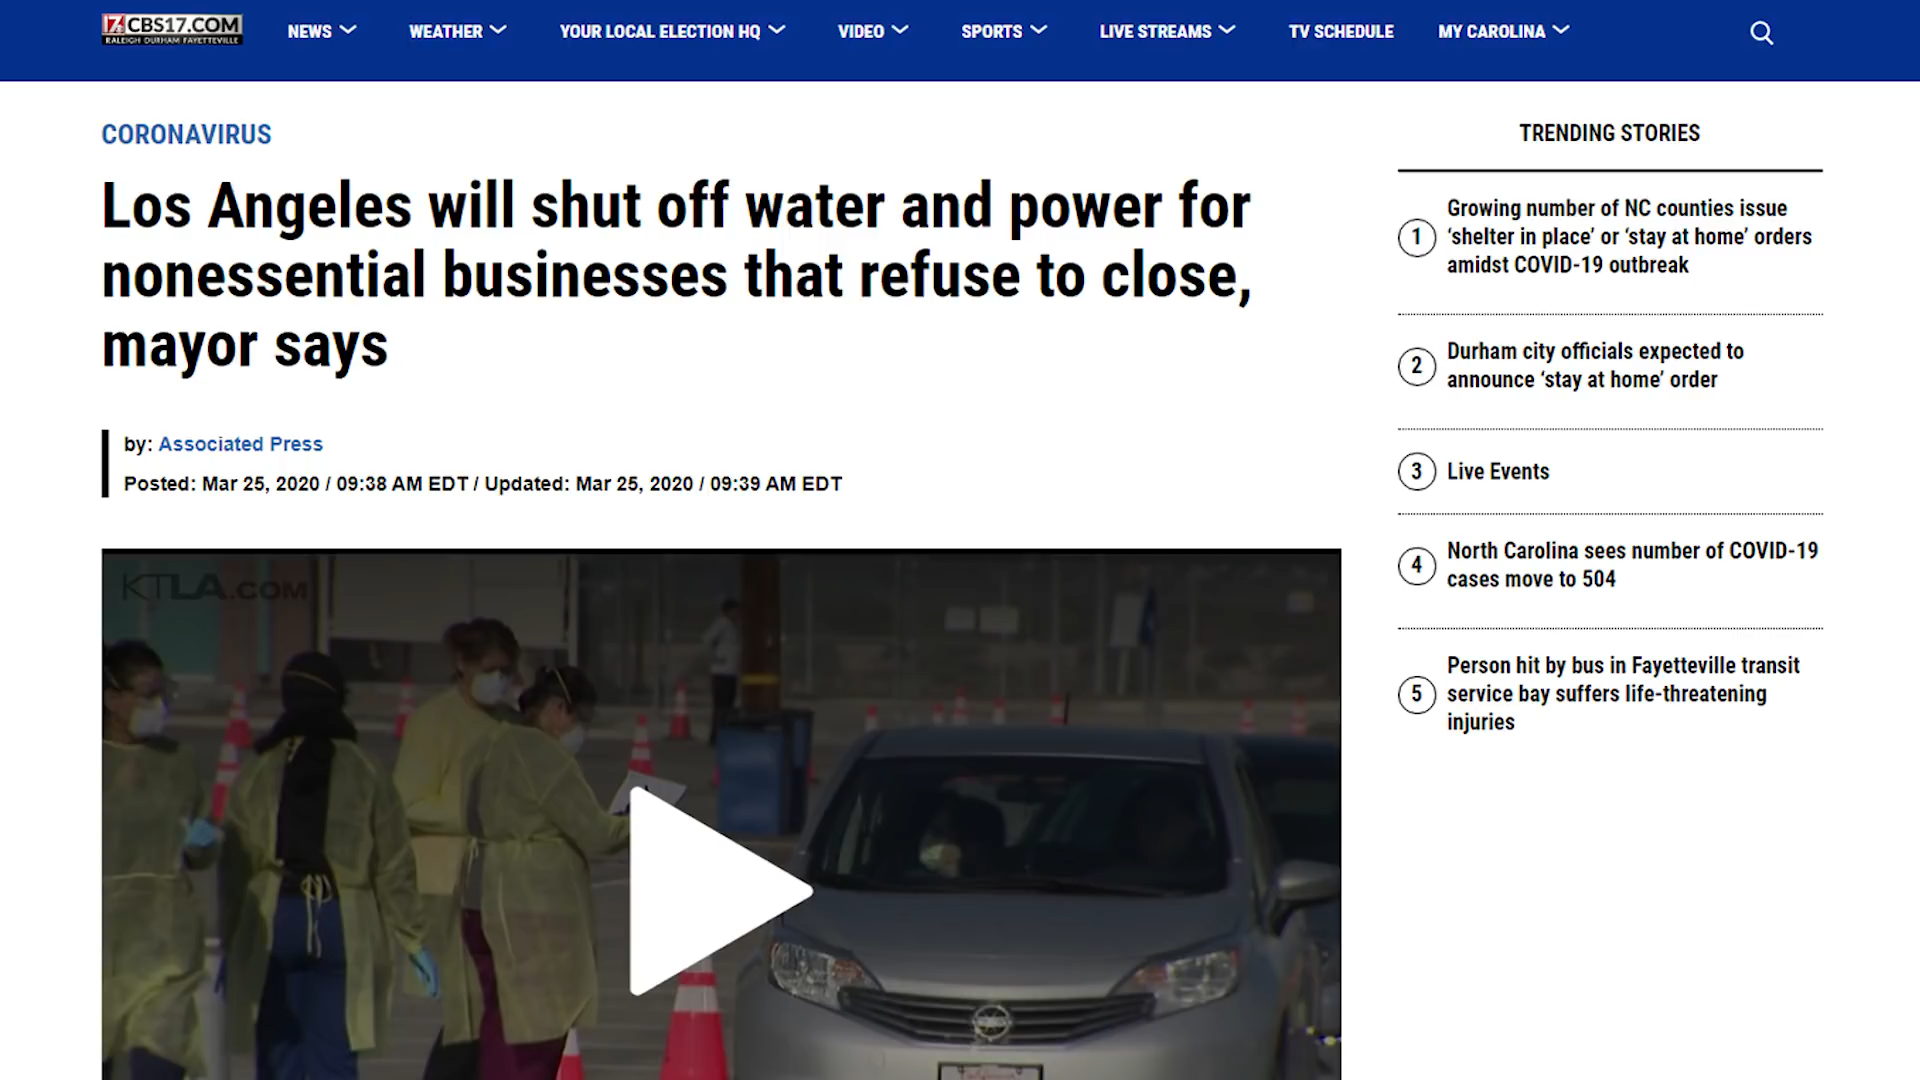 CBS17.COM
RALEIGH DURHAM FAYETTEVILLE
NEWS
WEATHER
YOUR LOCAL ELECTION HQ
VIDEO
SPORTS
LIVE STREAMS
TV SCHEDULE
MY CAROLINA
CORONAVIRUS
Los Angeles will shut off water and power for
nonessential businesses that refuse to close,
mayor says
by: Associated Press
Posted: Mar 25, 2020 / 09:38 AM EDT / Updated: Mar 25, 2020 / 09:39 AM EDT
KTLA.COM
TRENDING STORIES
1
Growing number of NC counties issue
‘shelter in place’ or ‘stay at home’ orders
amidst COVID-19 outbreak
2
Durham city officials expected to
announce ‘stay at home’ order
3
Live Events
4
North Carolina sees number of COVID-19
cases move to 504
5
Person hit by bus in Fayetteville transit
service bay suffers life-threatening
injuries